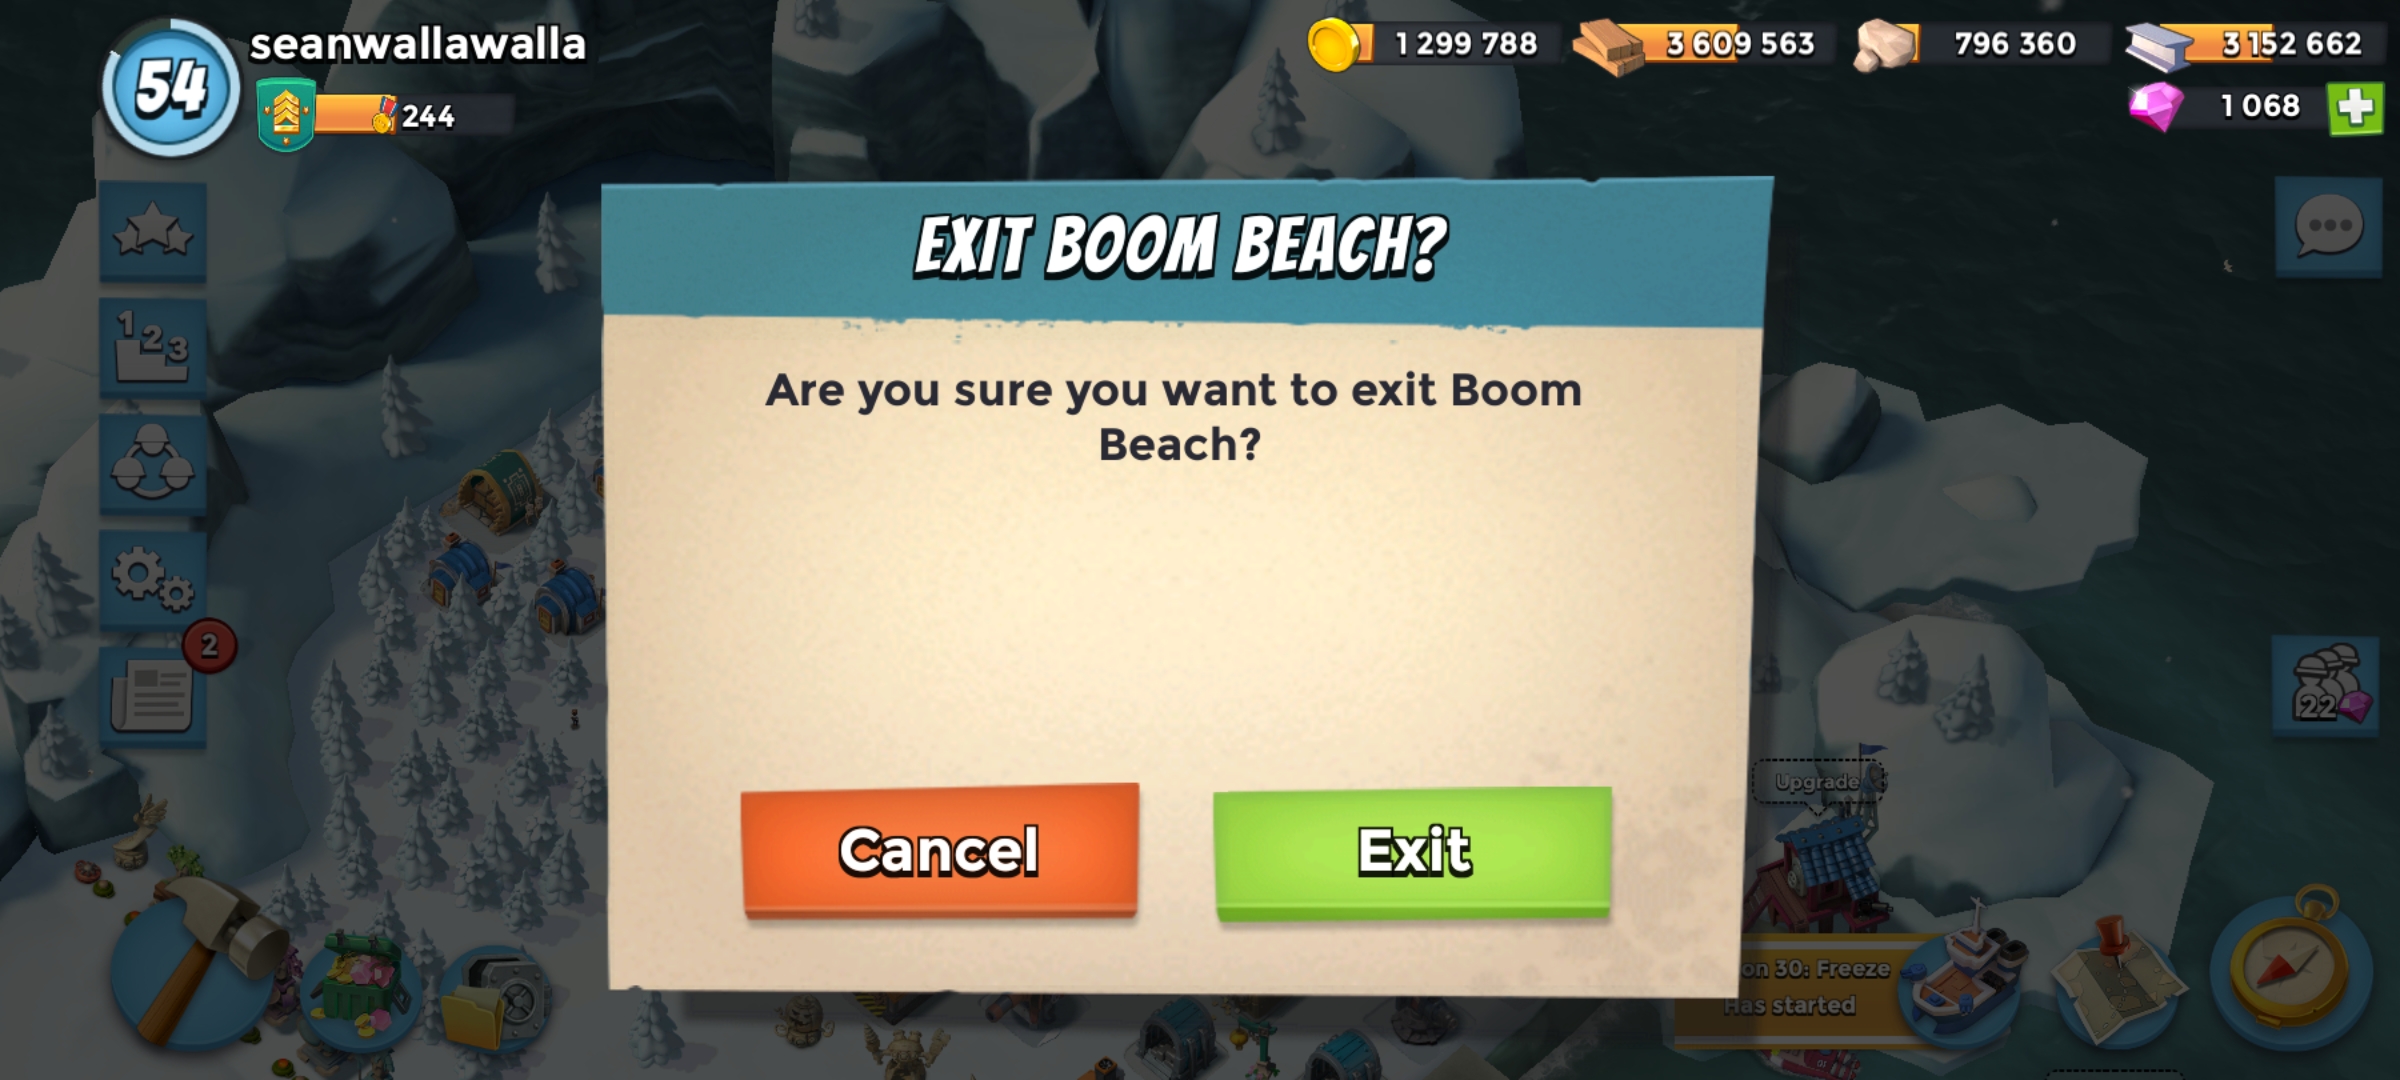 54
seanwallawalla
244
1 299 788
3 609 563
796 360
3 152 662
1 068
EXIT BOOM BEACH?
Are you sure you want to exit Boom
Beach?
123
2
22
Upgrade
Cancel
Exit
on 30: Freeze
Has started